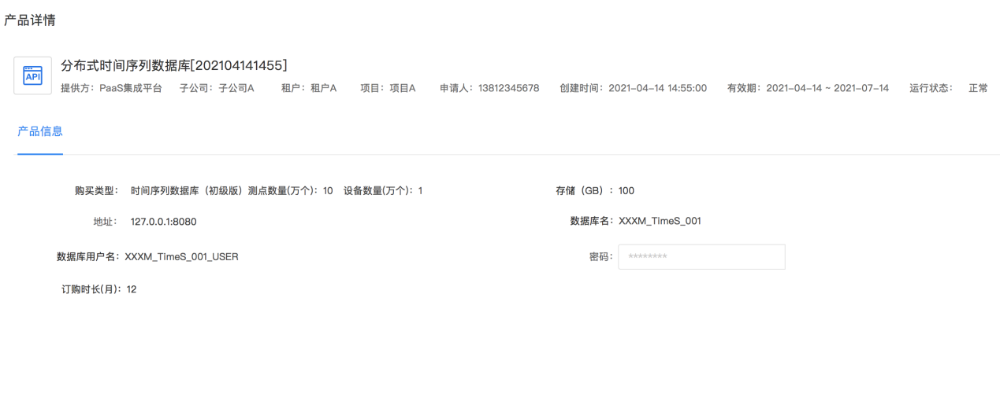 产品详情
API
分布式时间序列数据库[202104141455]
提供方：PaaS集成平台 子公司：子公司A 租户：租户A 项目：项目A 申请人：13812345678 创建时间：2021-04-14 14:55:00 有效期：2021-04-14 ~ 2021-07-14 运行状态： 正常
产品信息
购买类型： 时间序列数据库（初级版）测点数量(万个)：10 设备数量(万个)：1 存储（GB）：100
地址： 127.0.0.1:8080 数据库名：XXXM_TimeS_001
数据库用户名：XXXM_TimeS_001_USER 密码：********
订购时长(月)：12